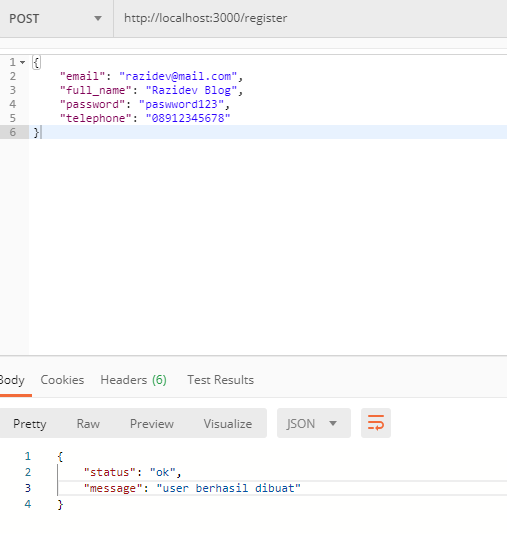 POST http://localhost:3000/register
1 {
2 "email": "razidev@mail.com",
3 "full_name": "Razidev Blog",
4 "password": "paswword123",
5 "telephone": "08912345678"
6 }
Body Cookies Headers (6) Test Results
Pretty Raw Preview Visualize JSON
1 {
2 "status": "ok",
3 "message": "user berhasil dibuat"
4 }